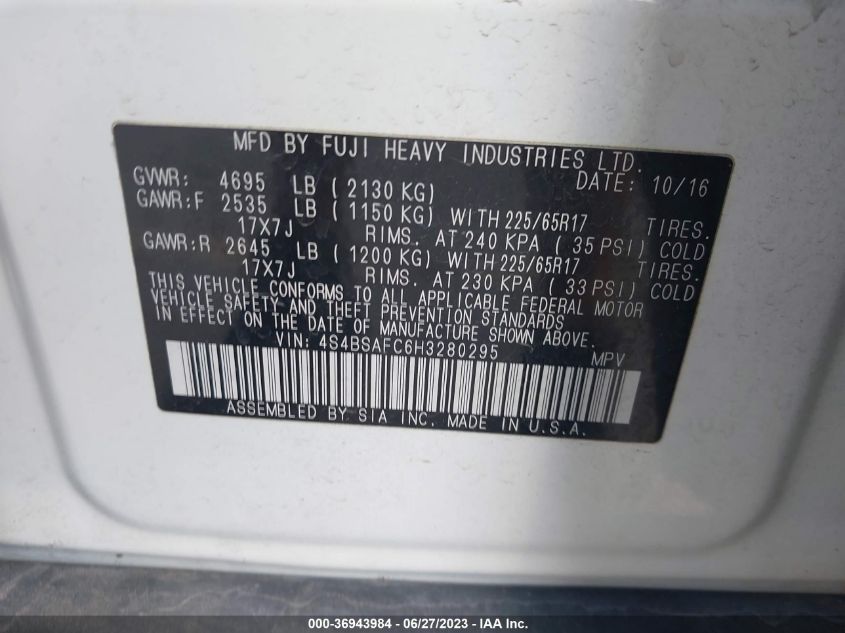 MFD BY FUJI HEAVY INDUSTRIES LTD.
GVWR: 4695 LB ( 2130 KG) DATE: 10/16
GAWR:F 2535 LB ( 1150 KG) WITH 225/65R17 TIRES.
17X7J RIMS. AT 240 KPA ( 35 PSI) COLD
GAWR:R 2645 LB ( 1200 KG) WITH 225/65R17 TIRES.
17X7J RIMS. AT 230 KPA ( 33 PSI) COLD
THIS VEHICLE CONFORMS TO ALL APPLICABLE FEDERAL MOTOR
VEHICLE SAFETY AND THEFT PREVENTION STANDARDS
IN EFFECT ON THE DATE OF MANUFACTURE SHOWN ABOVE.
VIN: 4S4BSAFC6H3280295 MPV
ASSEMBLED BY SIA INC. MADE IN U.S.A.
000-36943984 / 06/27/2023 - IAAI.com